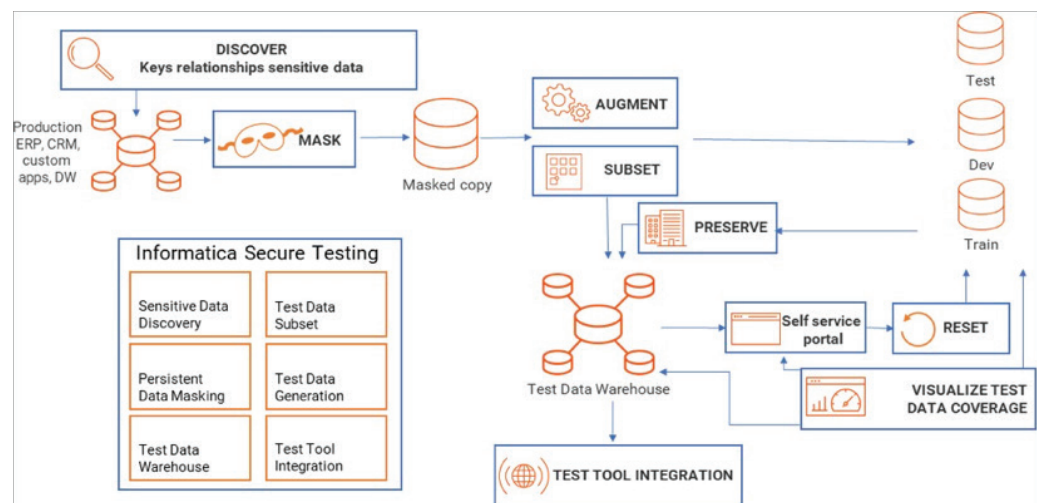 DISCOVER
Keys relationships sensitive data
Production
ERP, CRM,
custom
apps, DW
MASK
Masked copy
AUGMENT
SUBSET
PRESERVE
Test
Dev
Train
Informatica Secure Testing
Sensitive Data
Discovery
Test Data
Subset
Persistent
Data Masking
Test Data
Generation
Test Data
Warehouse
Test Tool
Integration
Test Data Warehouse
Self service
portal
RESET
VISUALIZE TEST
DATA COVERAGE
TEST TOOL INTEGRATION